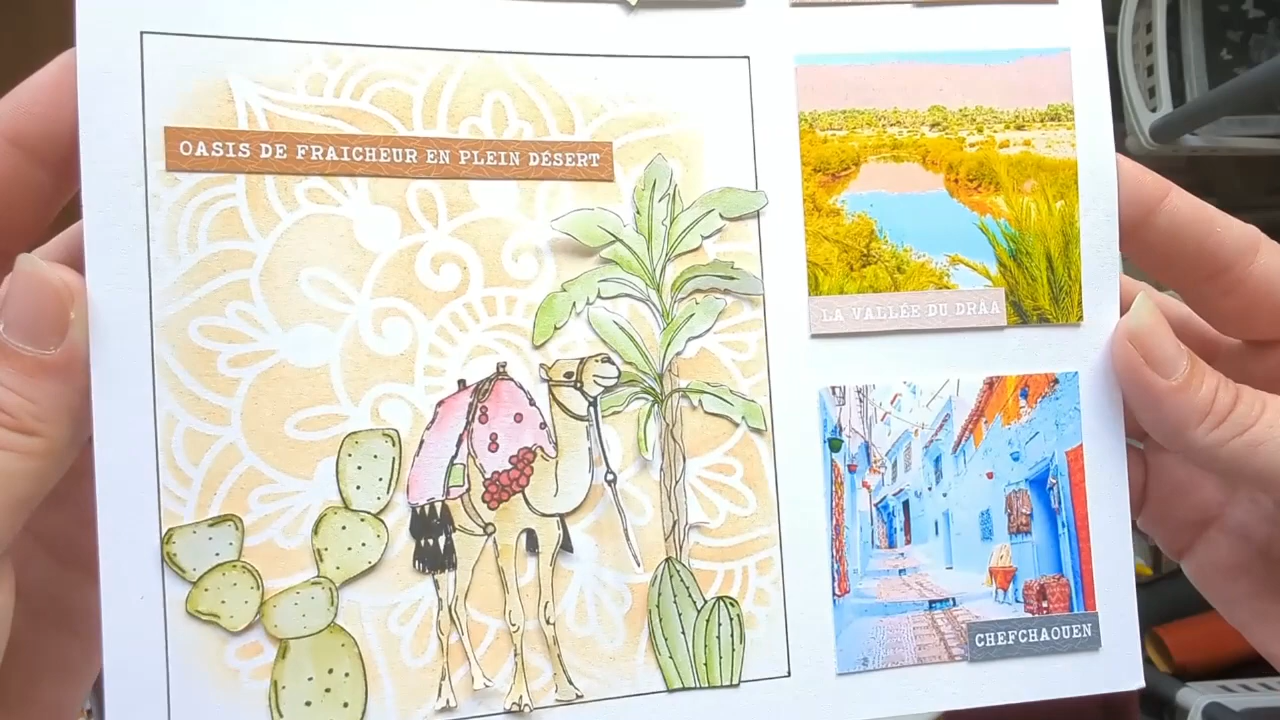 OASIS DE FRAICHEUR EN PLEIN DÉSERT
LA VALLÉE DU DRAA
CHEFCHAOUEN